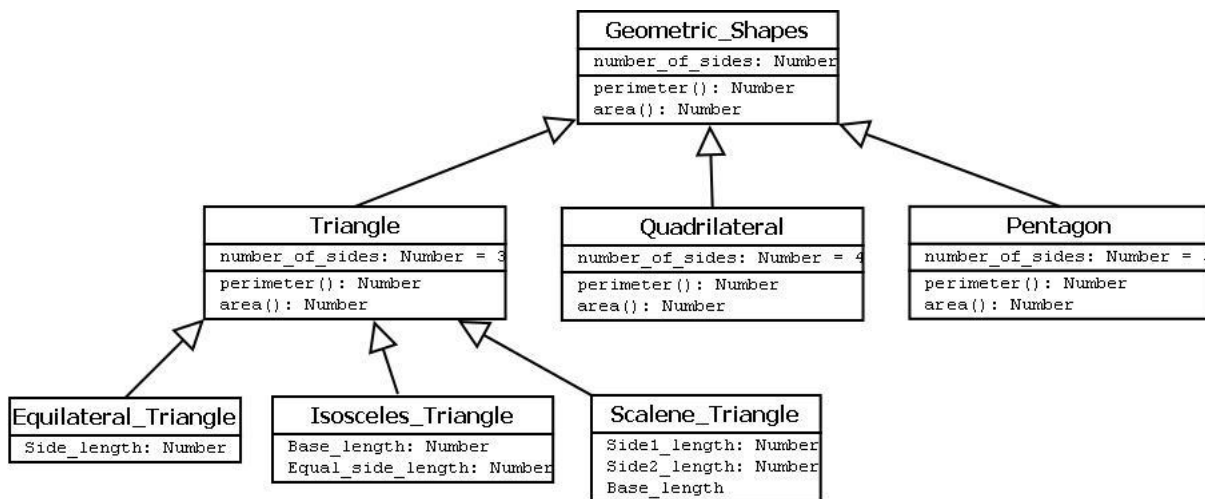 Geometric_Shapes
number_of_sides: Number
perimeter(): Number
area(): Number
Triangle
number_of_sides: Number = 3
perimeter(): Number
area(): Number
Quadrilateral
number_of_sides: Number = 4
perimeter(): Number
area(): Number
Pentagon
number_of_sides: Number =
perimeter(): Number
area(): Number
Equilateral_Triangle
Side_length: Number
Isosceles_Triangle
Base_length: Number
Equal_side_length: Number
Scalene_Triangle
Side1_length: Number
Side2_length: Number
Base_length